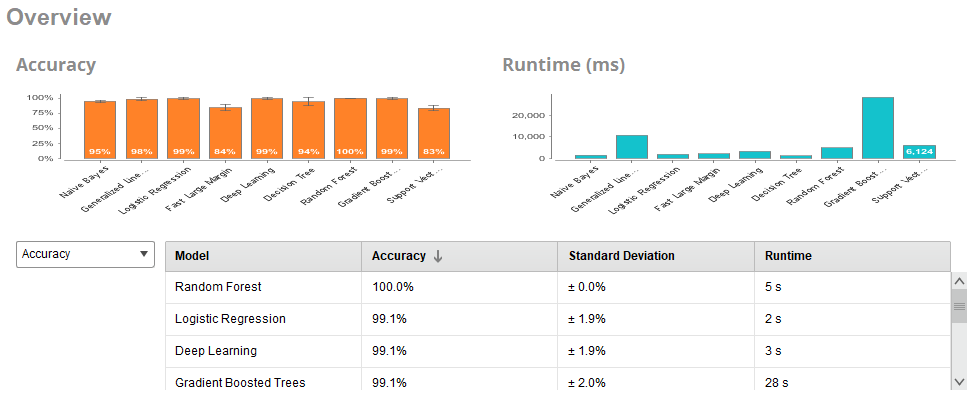 Overview
Accuracy
Runtime (ms)
100%
75%
50%
25%
0%
95% 98% 99% 84% 99% 94% 100% 99% 83%
Naive Bayes
Generalized Line...
Logistic Regression
Fast Large Margin
Deep Learning
Decision Tree
Random Forest
Gradient Boost...
Support Vect...
20,000
10,000
0
6,124
Naive Bayes
Generalized Line...
Logistic Regression
Fast Large Margin
Deep Learning
Decision Tree
Random Forest
Gradient Boost...
Support Vect...
Accuracy
Model Accuracy Standard Deviation Runtime
Random Forest 100.0% ± 0.0% 5 s
Logistic Regression 99.1% ± 1.9% 2 s
Deep Learning 99.1% ± 1.9% 3 s
Gradient Boosted Trees 99.1% ± 2.0% 28 s